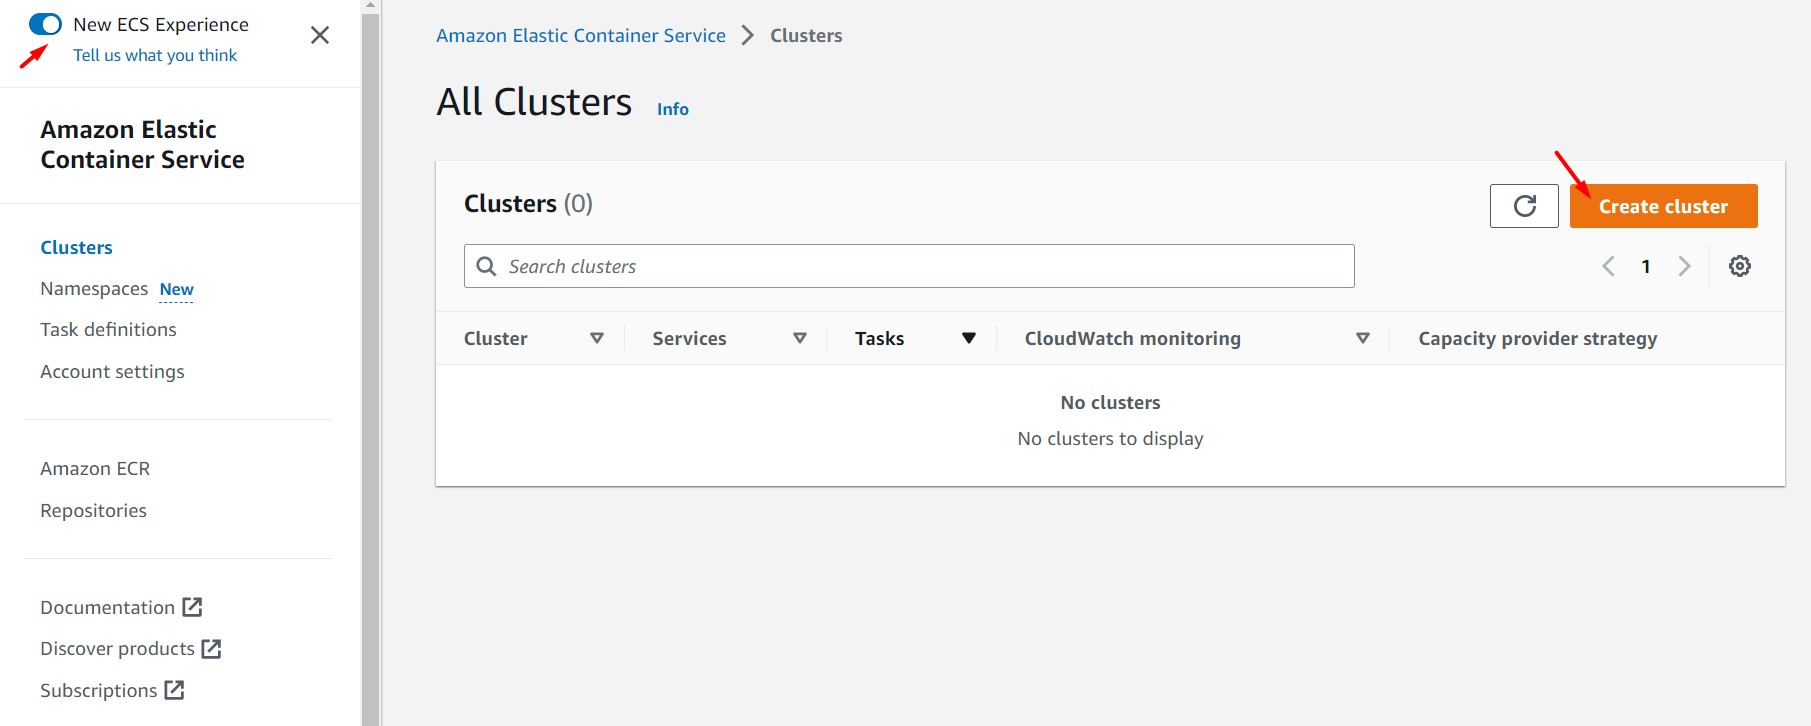 New ECS Experience
Tell us what you think
Amazon Elastic
Container Service
Clusters
Namespaces New
Task definitions
Account settings
Amazon ECR
Repositories
Documentation
Discover products
Subscriptions
Amazon Elastic Container Service > Clusters
All Clusters Info
Clusters (0)
Create cluster
Search clusters
1
Cluster Services Tasks CloudWatch monitoring Capacity provider strategy
No clusters
No clusters to display